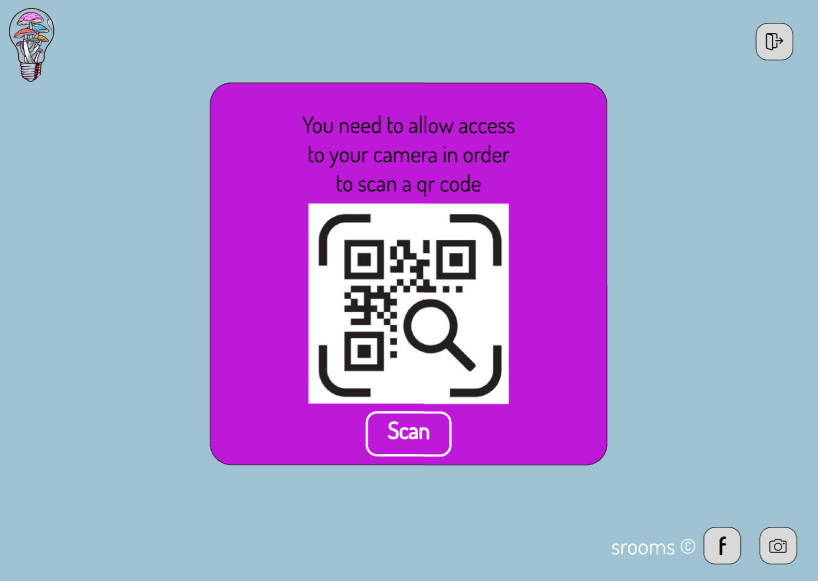 You need to allow access
to your camera in order
to scan a qr code
Scan
srooms © f